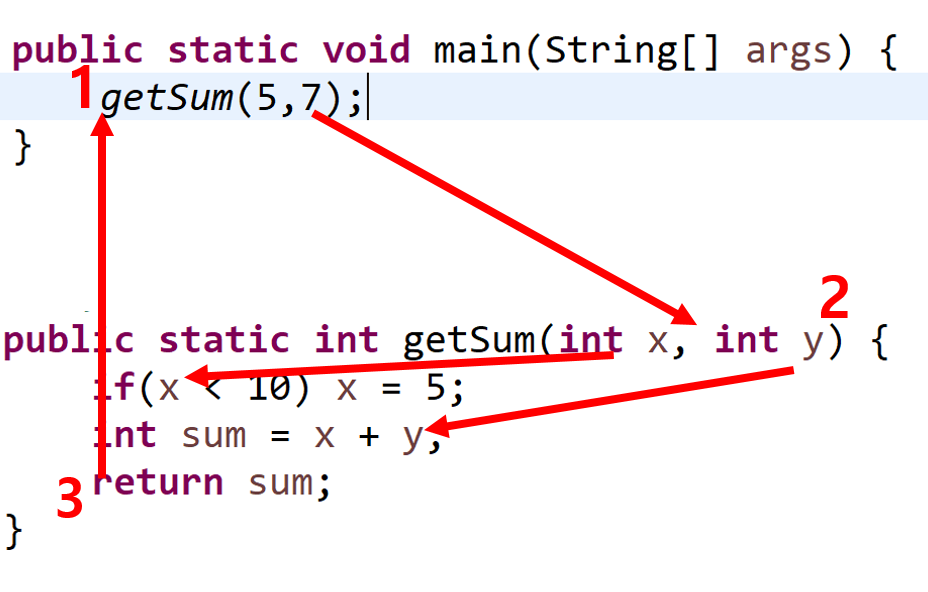 public static void main(String[] args) {
1 getSum(5,7);
}
2
public static int getSum(int x, int y) {
if(x < 10) x = 5;
int sum = x + y;
3 return sum;
}